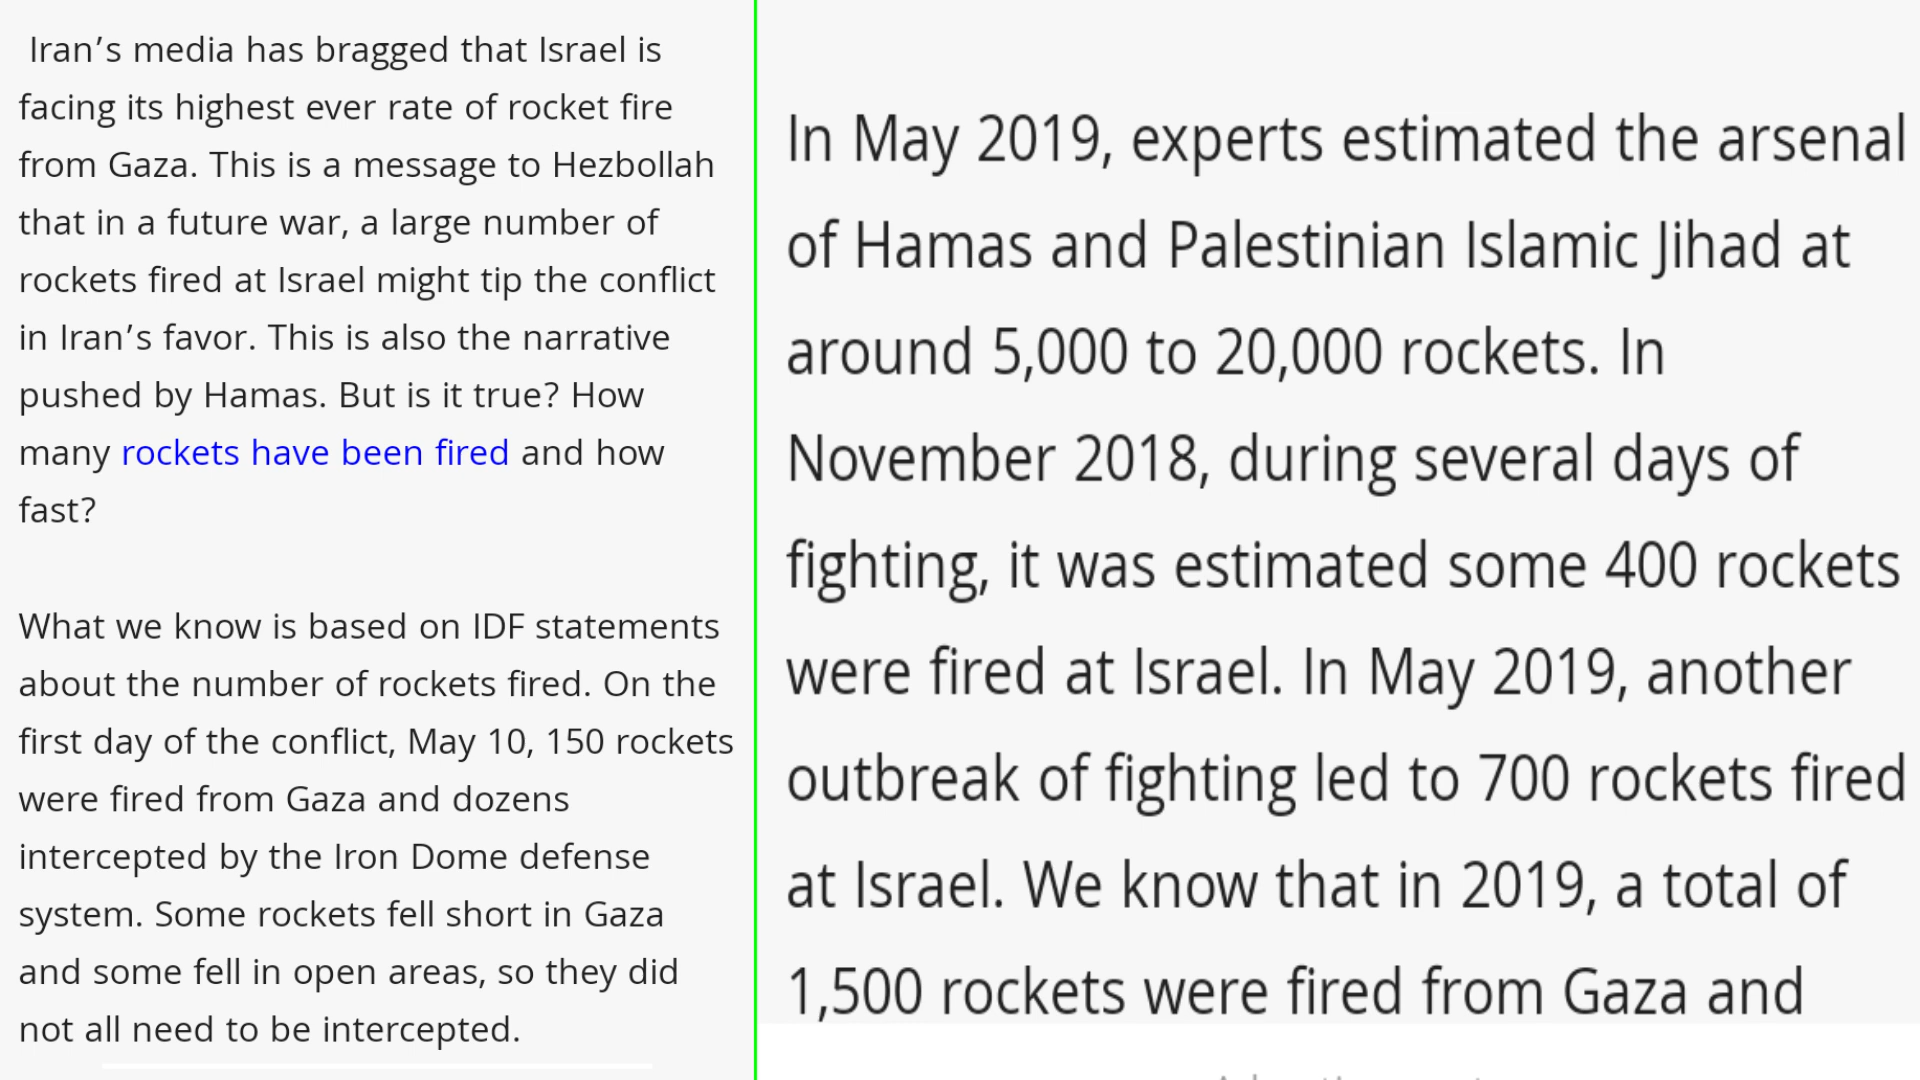 Iran’s media has bragged that Israel is
facing its highest ever rate of rocket fire
from Gaza. This is a message to Hezbollah
that in a future war, a large number of
rockets fired at Israel might tip the conflict
in Iran’s favor. This is also the narrative
pushed by Hamas. But is it true? How
many rockets have been fired and how
fast?
What we know is based on IDF statements
about the number of rockets fired. On the
first day of the conflict, May 10, 150 rockets
were fired from Gaza and dozens
intercepted by the Iron Dome defense
system. Some rockets fell short in Gaza
and some fell in open areas, so they did
not all need to be intercepted.
In May 2019, experts estimated the arsenal
of Hamas and Palestinian Islamic Jihad at
around 5,000 to 20,000 rockets. In
November 2018, during several days of
fighting, it was estimated some 400 rockets
were fired at Israel. In May 2019, another
outbreak of fighting led to 700 rockets fired
at Israel. We know that in 2019, a total of
1,500 rockets were fired from Gaza and